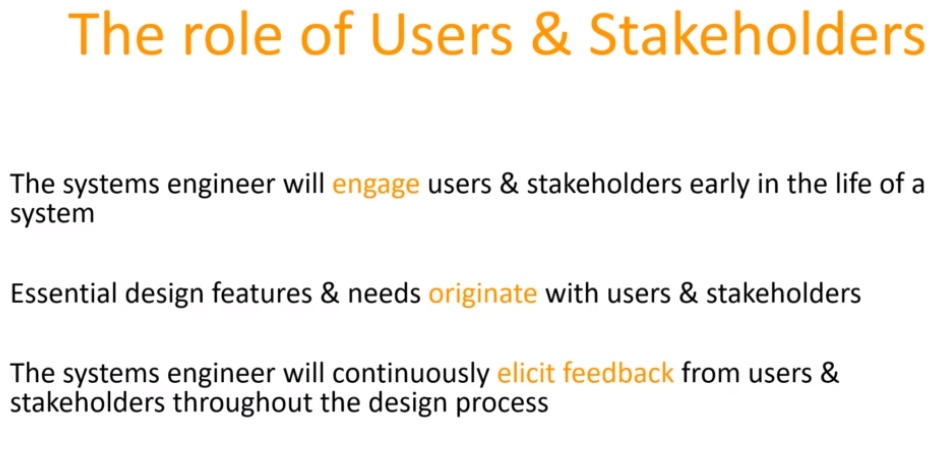 The role of Users & Stakeholders
The systems engineer will engage users & stakeholders early in the life of a
system
Essential design features & needs originate with users & stakeholders
The systems engineer will continuously elicit feedback from users &
stakeholders throughout the design process